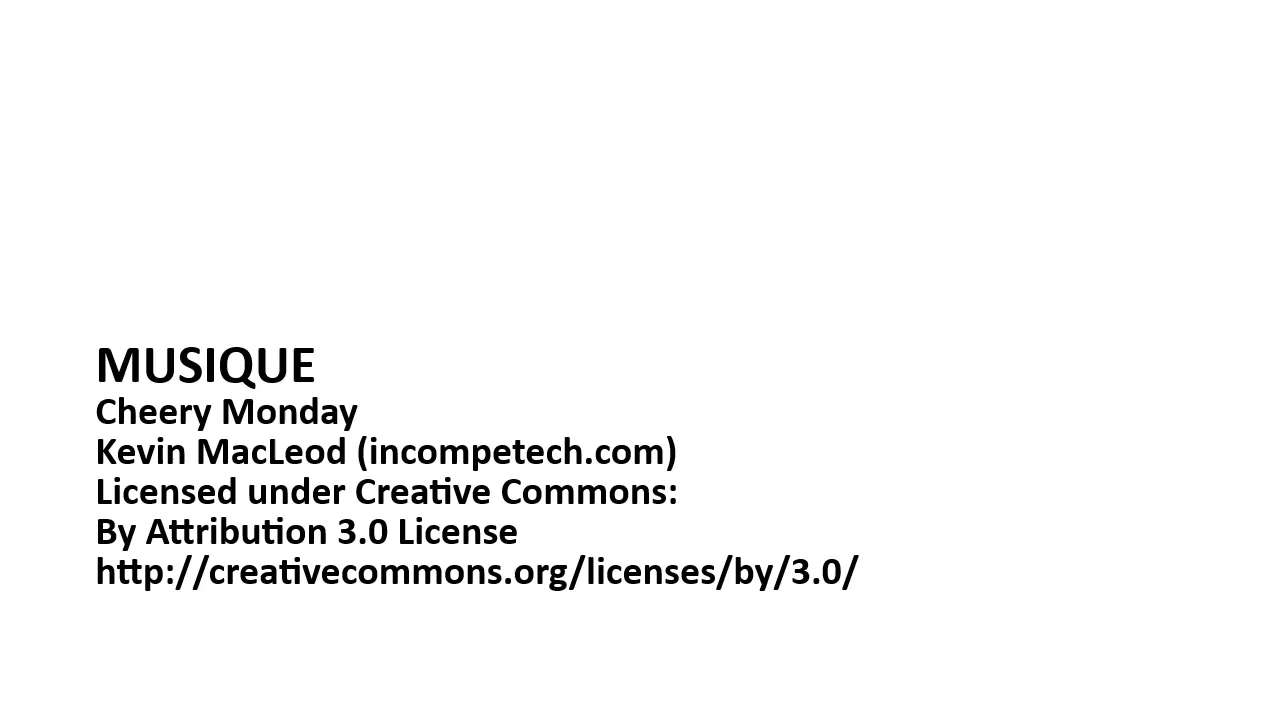 MUSIQUE
Cheery Monday
Kevin MacLeod (incompetech.com)
Licensed under Creative Commons:
By Attribution 3.0 License
http://creativecommons.org/licenses/by/3.0/